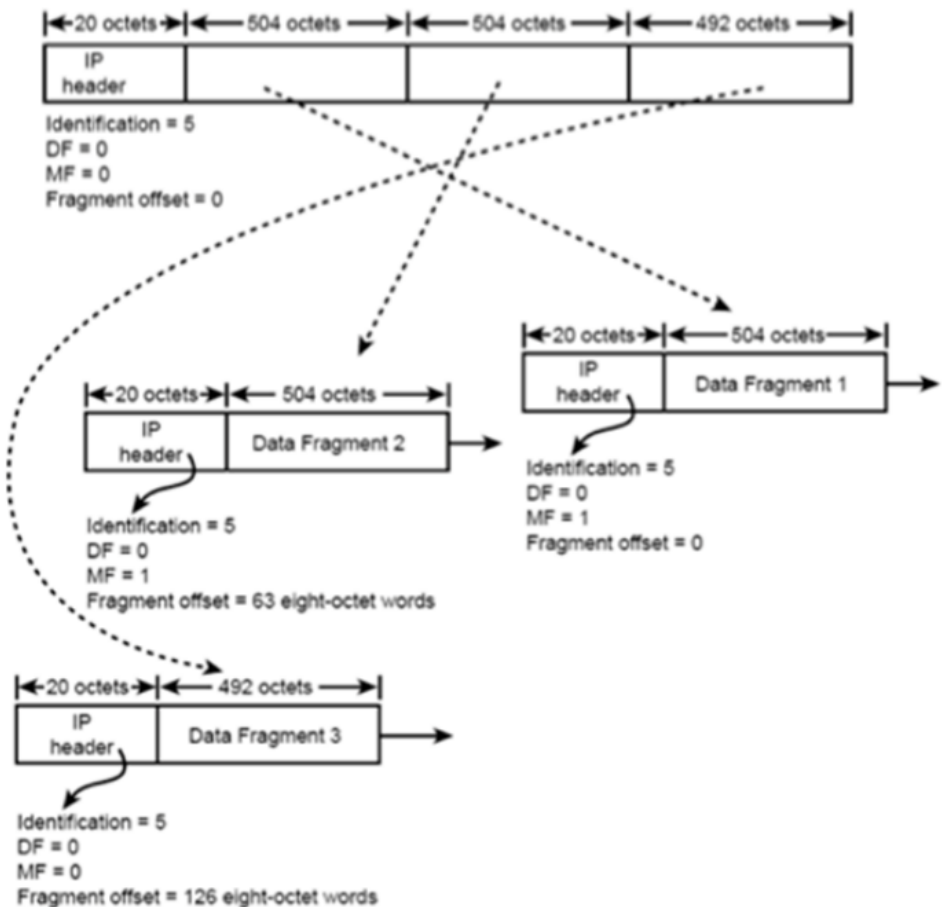 20 octets 504 octets 504 octets 492 octets
IP
header
Identification = 5
DF = 0
MF = 0
Fragment offset = 0
20 octets 504 octets
IP
header
Data Fragment 1
Identification = 5
DF = 0
MF = 1
Fragment offset = 0
20 octets 504 octets
IP
header
Data Fragment 2
Identification = 5
DF = 0
MF = 1
Fragment offset = 63 eight-octet words
20 octets 492 octets
IP
header
Data Fragment 3
Identification = 5
DF = 0
MF = 0
Fragment offset = 126 eight-octet words